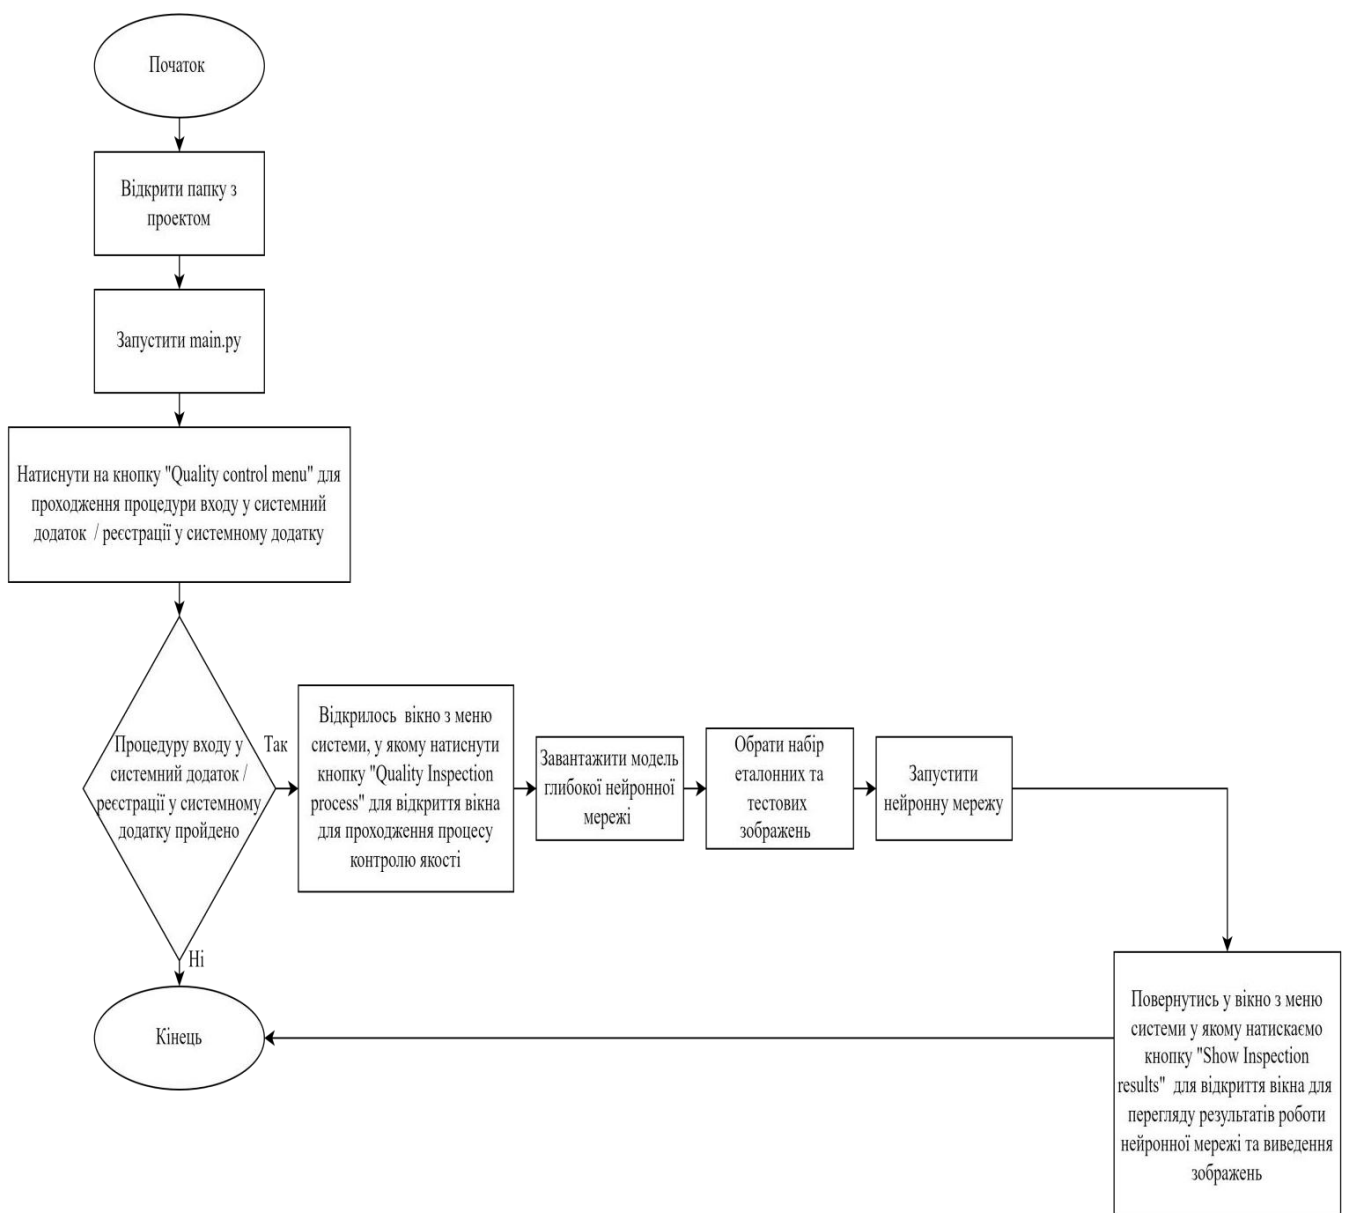 Початок
Відкрити папку з
проектом
Запустити main.py
Натиснути на кнопку "Quality control menu" для
проходження процедури входу у системний
додаток / реєстрації у системному додатку
Процедуру входу у
системний додаток /
реєстрації у системному
додатку пройдено
Так
Відкрилось вікно з меню
системи, у якому натиснути
кнопку "Quality Inspection
process" для відкриття вікна
для проходження процесу
контролю якості
Завантажити модель
глибокої нейронної
мережі
Обрати набір
еталонних та
тестових
зображень
Запустити
нейронну мережу
Ні
Кінець
Повернутись у вікно з меню
системи у якому натискаємо
кнопку "Show Inspection
results" для відкриття вікна для
перегляду результатів роботи
нейронної мережі та виведення
зображень